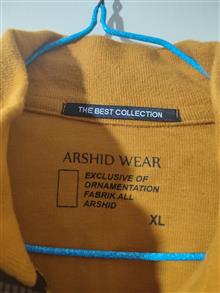 THE BEST COLLECTION
ARSHID WEAR
EXCLUSIVE OF
ORNAMENTATION
FABRIK ALL
ARSHID
XL